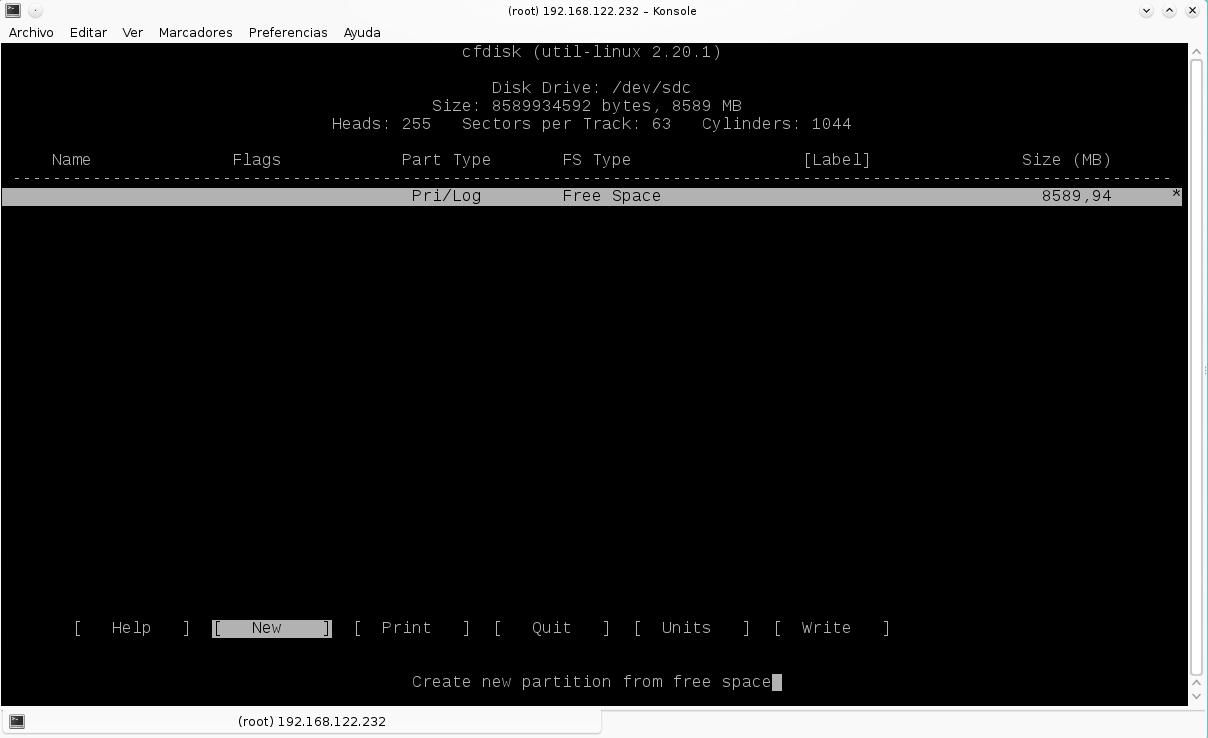 (root) 192.168.122.232 – Konsole
Archivo Editar Ver Marcadores Preferencias Ayuda
cfdisk (util-linux 2.20.1)
Disk Drive: /dev/sdc
Size: 8589934592 bytes, 8589 MB
Heads: 255 Sectors per Track: 63 Cylinders: 1044
Name Flags Part Type FS Type [Label] Size (MB)
------------------------------------------------------------------------------------------------------------------
Pri/Log Free Space 8589,94 *
[ Help ] [ New ] [ Print ] [ Quit ] [ Units ] [ Write ]
Create new partition from free space
(root) 192.168.122.232